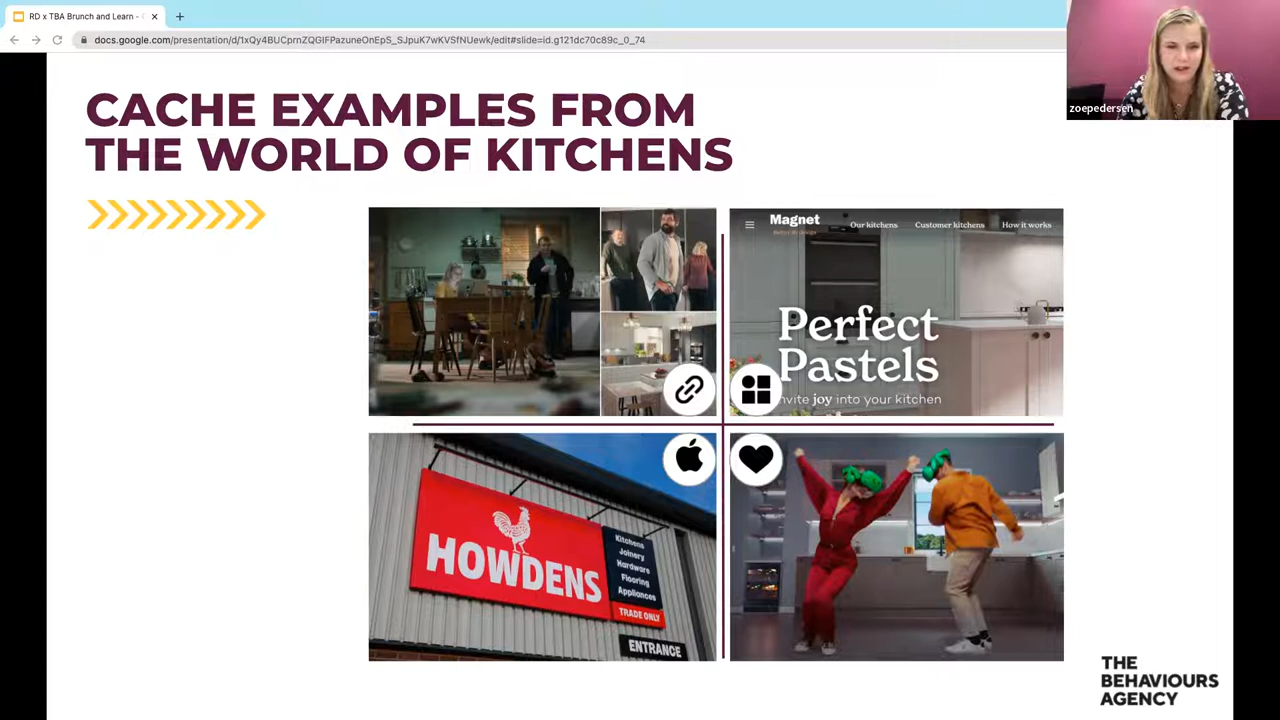 RD x TBA Brunch and Learn -
docs.google.com/presentation/d/1xQy4BUCprnZQGIFPazuneOnEpS_SJpuK7wKVSfNUewk/edit#slide=id.g121dc70c89c_0_74
zoepedersen
CACHE EXAMPLES FROM
THE WORLD OF KITCHENS
Magnet
Our kitchens
Customer kitchens
How it works
Perfect
Pastels
nvite joy into your kitchen
HOWDENS
Kitchens
Joinery
Hardware
Flooring
Appliances
TRADE ONLY
ENTRANCE
THE
BEHAVIOURS
AGENCY